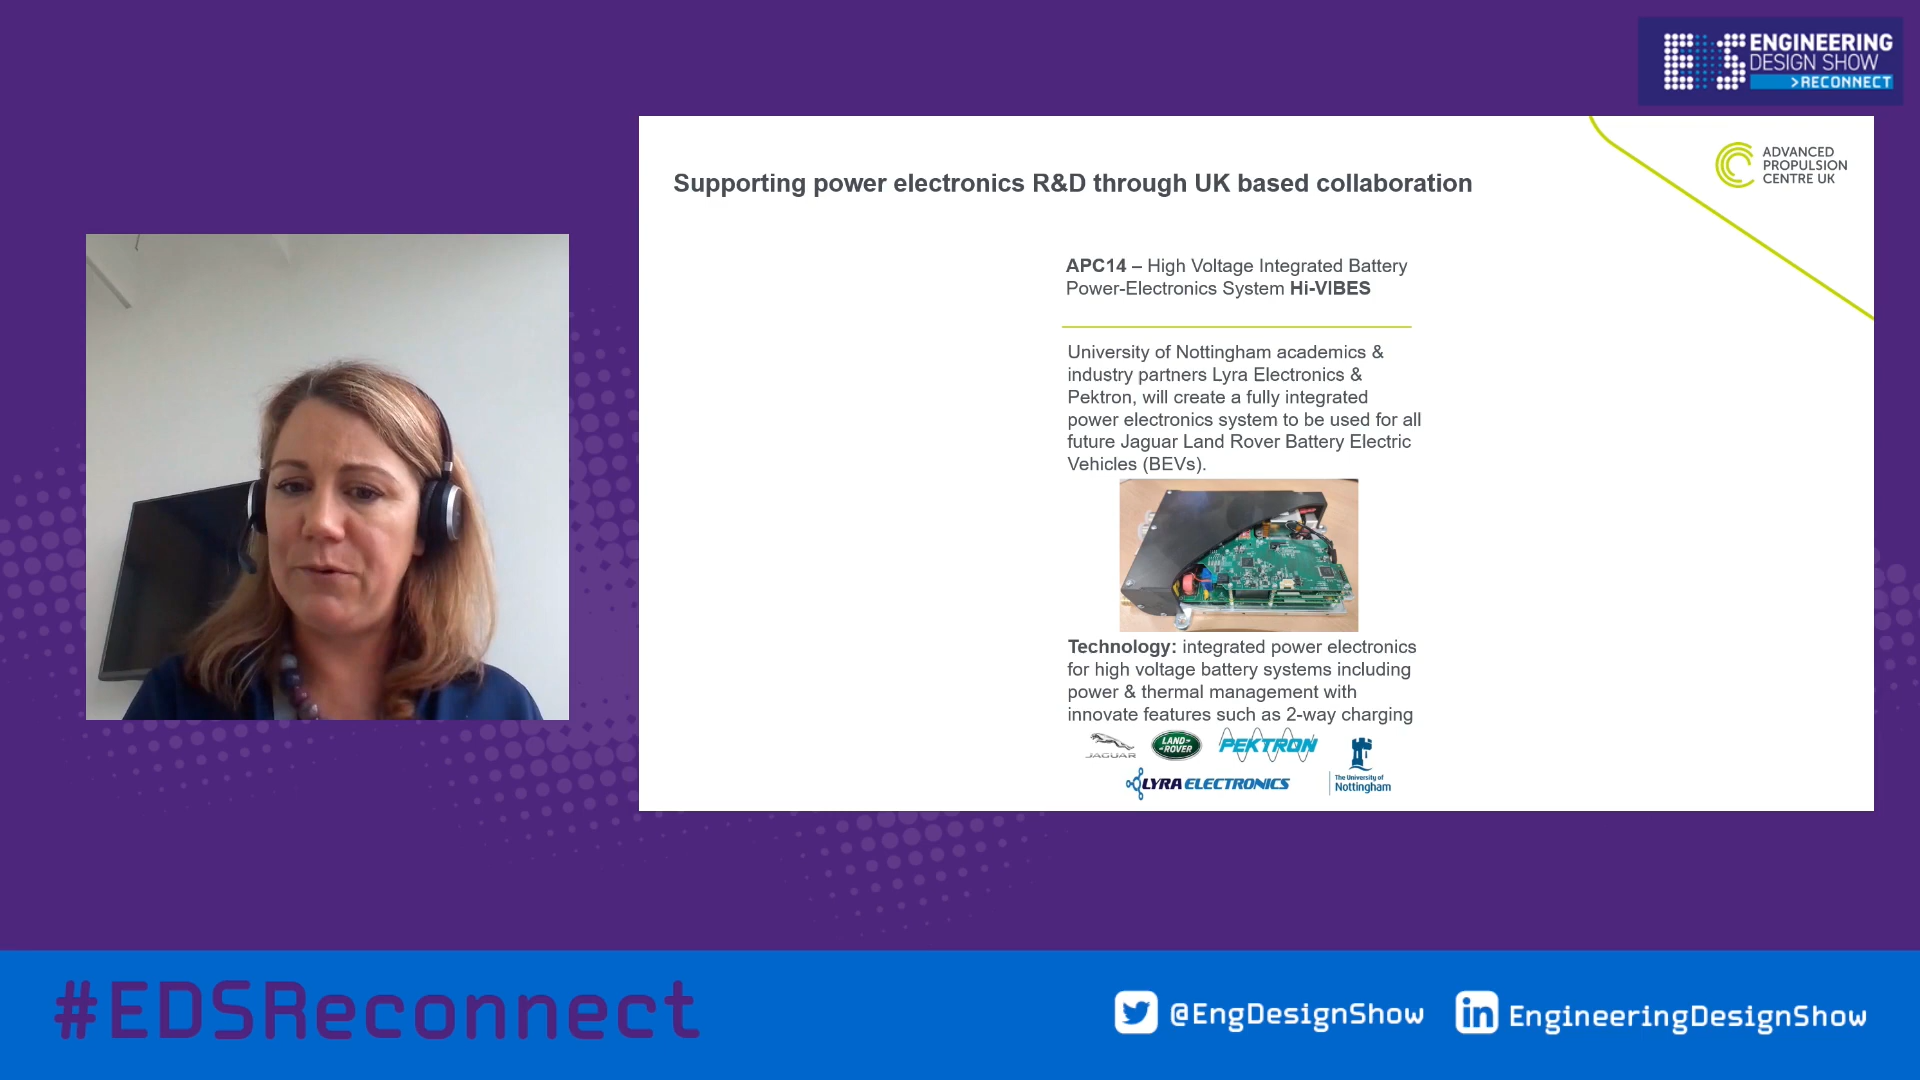 ENGINEERING
DESIGN SHOW
>RECONNECT
ADVANCED
PROPULSION
CENTRE UK
Supporting power electronics R&D through UK based collaboration
APC14 – High Voltage Integrated Battery
Power-Electronics System Hi-VIBES
University of Nottingham academics &
industry partners Lyra Electronics &
Pektron, will create a fully integrated
power electronics system to be used for all
future Jaguar Land Rover Battery Electric
Vehicles (BEVs).
Technology: integrated power electronics
for high voltage battery systems including
power & thermal management with
innovate features such as 2-way charging
JAGUAR
LAND-
-ROVER
PEKTRON
LYRA ELECTRONICS
The University of
Nottingham
#EDSReconnect
@EngDesignShow
in EngineeringDesignShow